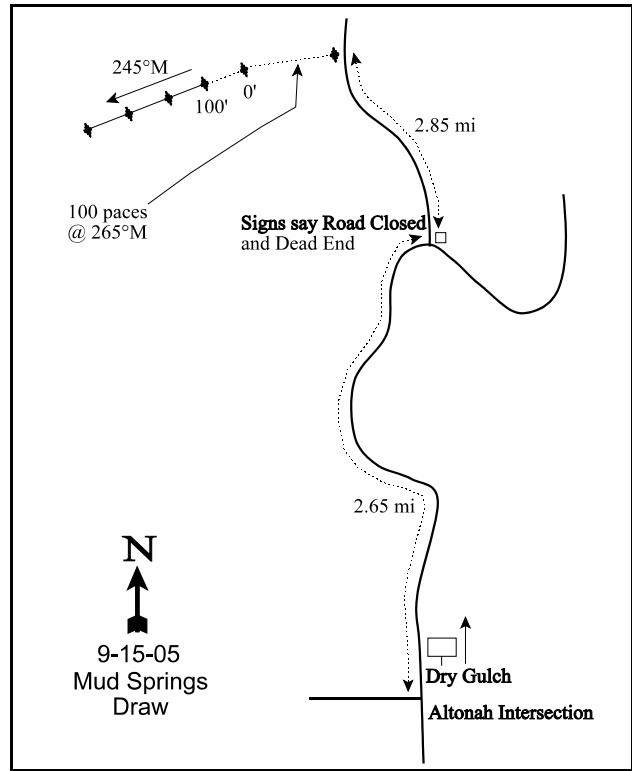 245°M
100'
0'
2.85 mi
100 paces
@ 265°M
Signs say Road Closed
and Dead End
2.65 mi
N
9-15-05
Mud Springs
Draw
Dry Gulch
Altonah Intersection